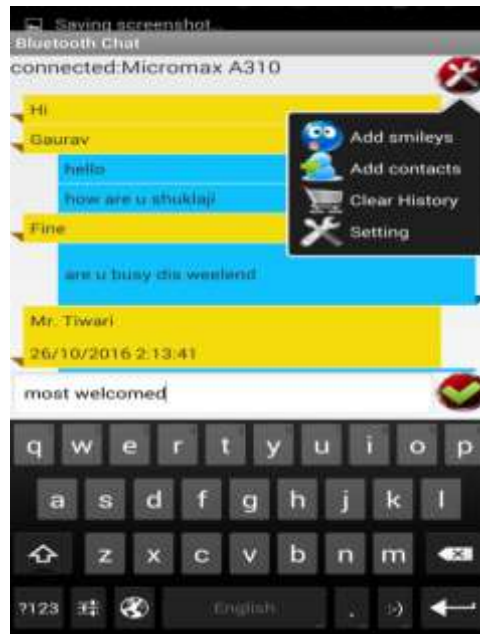 Saving screenshot...
Bluetooth Chat
connected:Micromax A310
Hi
Gaurav
hello
how are u shuklaji
Fine
are u busy dis weelend
Mr. Tiwari
26/10/2016 2:13:41
Add smileys
Add contacts
Clear History
Setting
most welcomed
q w e r t y u i o p
a s d f g h j k l
z x c v b n m
?123 English . :-)